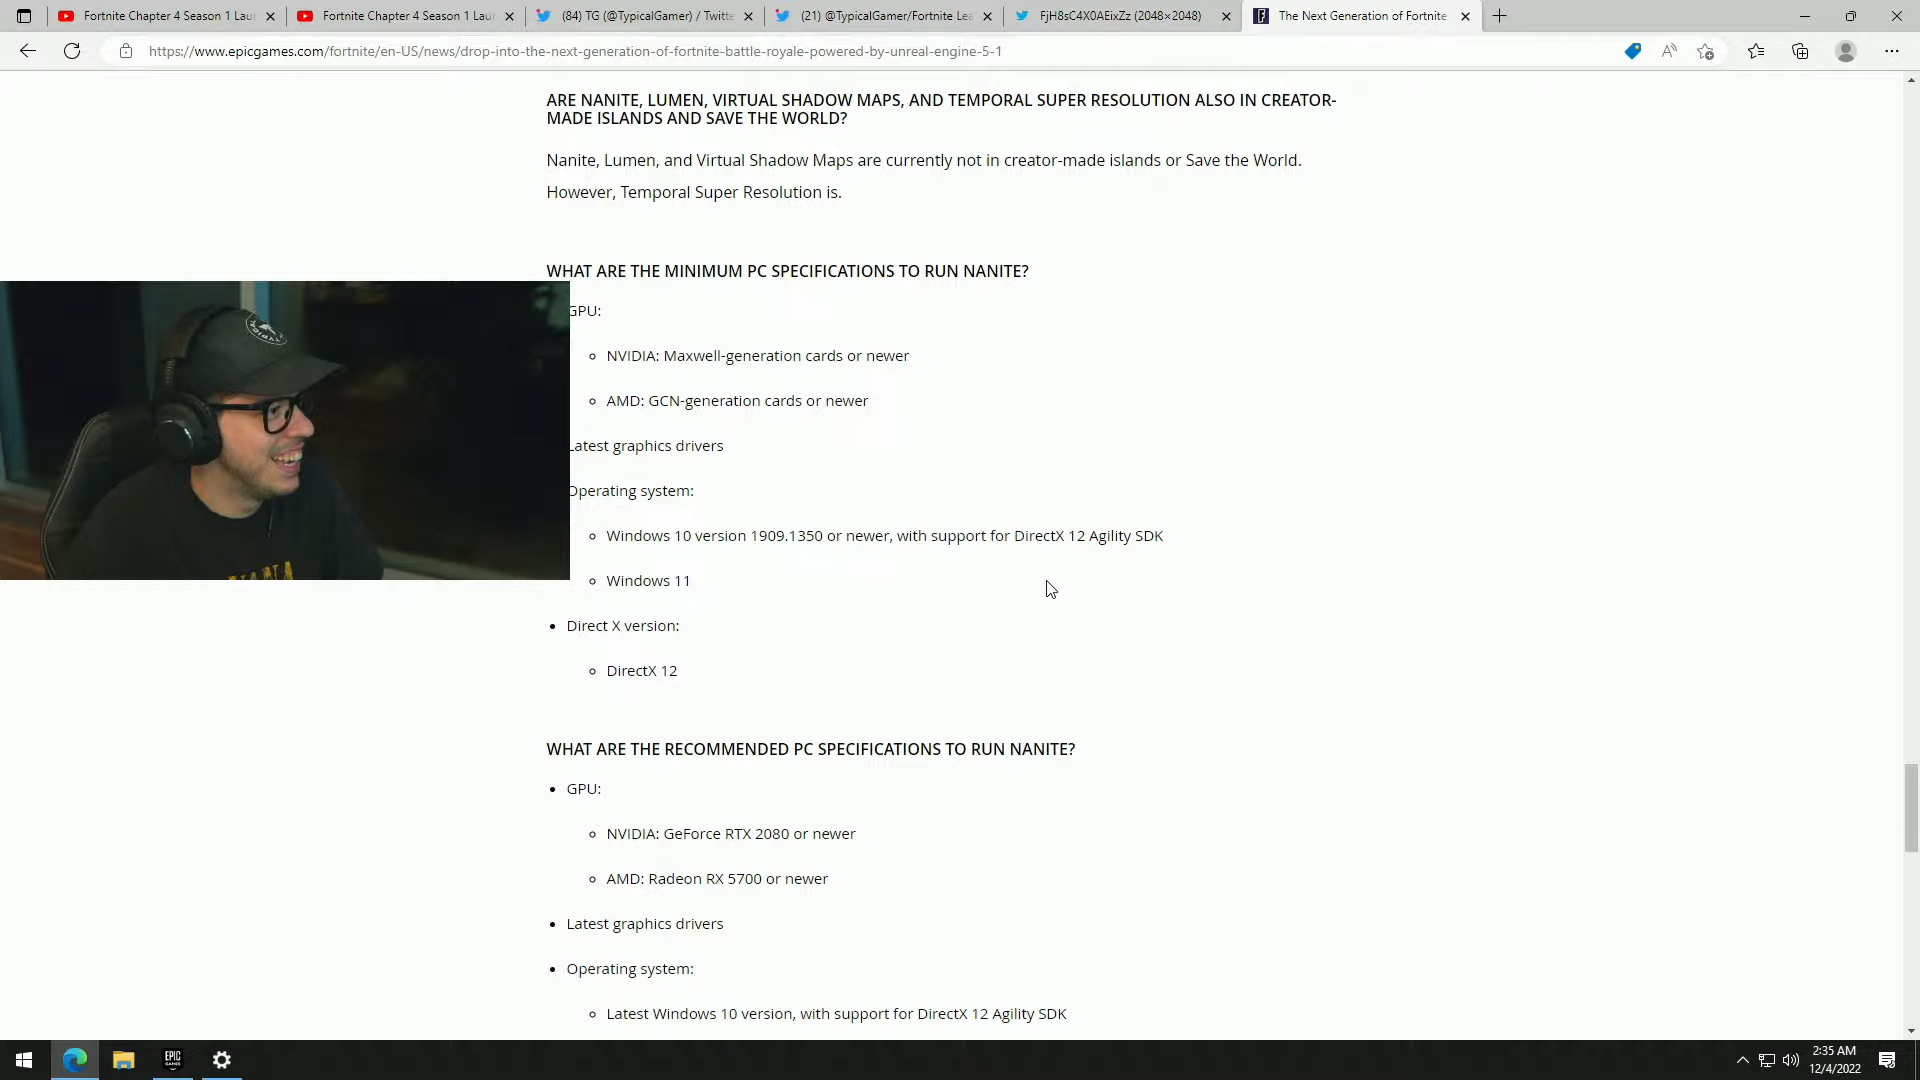 Fortnite Chapter 4 Season 1 Lau
Fortnite Chapter 4 Season 1 Lau
(84) TG (@TypicalGamer) / Twitte
(21) @TypicalGamer/Fortnite Lea
FjH8sC4X0AEixZz (2048×2048)
The Next Generation of Fortnite
https://www.epicgames.com/fortnite/en-US/news/drop-into-the-next-generation-of-fortnite-battle-royale-powered-by-unreal-engine-5-1
ARE NANITE, LUMEN, VIRTUAL SHADOW MAPS, AND TEMPORAL SUPER RESOLUTION ALSO IN CREATOR-
MADE ISLANDS AND SAVE THE WORLD?
Nanite, Lumen, and Virtual Shadow Maps are currently not in creator-made islands or Save the World.
However, Temporal Super Resolution is.
WHAT ARE THE MINIMUM PC SPECIFICATIONS TO RUN NANITE?
GPU:
NVIDIA: Maxwell-generation cards or newer
AMD: GCN-generation cards or newer
Latest graphics drivers
Operating system:
Windows 10 version 1909.1350 or newer, with support for DirectX 12 Agility SDK
Windows 11
Direct X version:
DirectX 12
WHAT ARE THE RECOMMENDED PC SPECIFICATIONS TO RUN NANITE?
GPU:
NVIDIA: GeForce RTX 2080 or newer
AMD: Radeon RX 5700 or newer
Latest graphics drivers
Operating system:
Latest Windows 10 version, with support for DirectX 12 Agility SDK
EPIC
GAMES
2:35 AM
12/4/2022